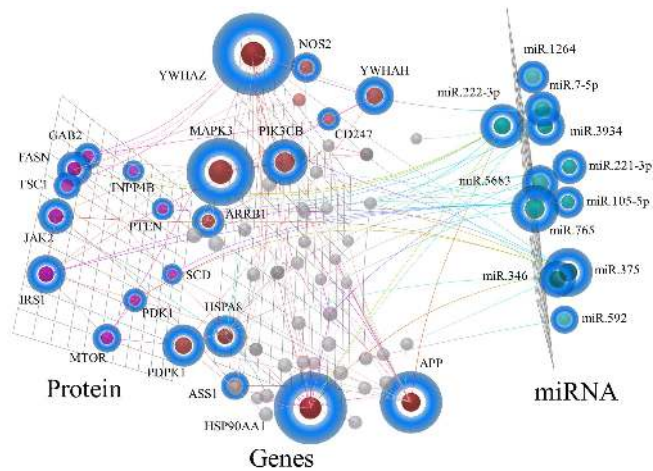 miR.1264
NOS2
miR.7-5p
YWHAZ
YWHAH
miR.222-3p
MAPK3
PIK3CB
CD247
miR.3934
GAB2
FASN
INPP4B
miR.221-3p
TSC1
miR.5683
PTEN
ARRB1
miR.105-5p
JAK2
miR.765
SCD
miR.346
miR.375
IRS1
PDK1
HSPA8
miR.592
MTOR
PDPK1
APP
Protein
ASS1
miRNA
HSP90AA1
Genes